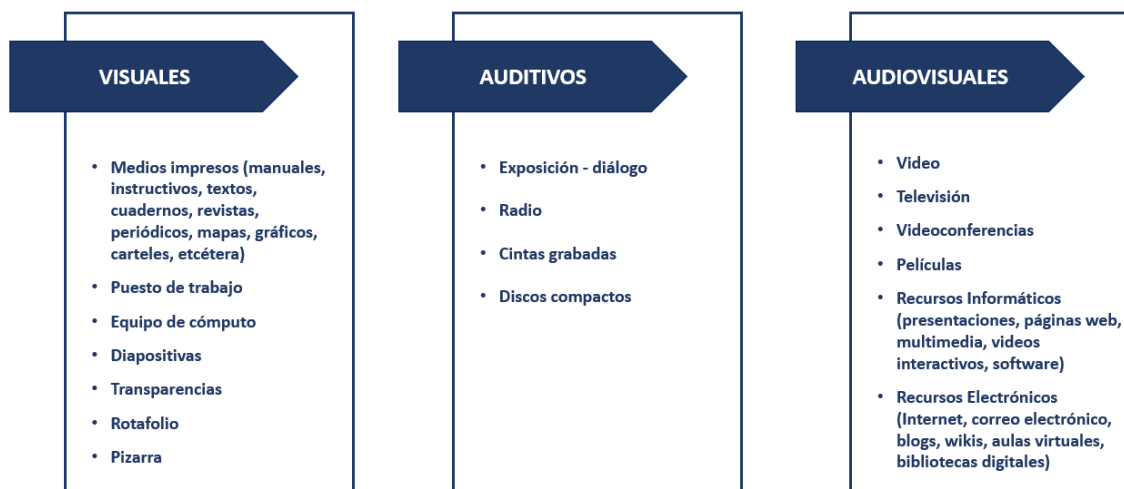 VISUALES
• Medios impresos (manuales,
instructivos, textos,
cuadernos, revistas,
periódicos, mapas, gráficos,
carteles, etcétera)
• Puesto de trabajo
• Equipo de cómputo
• Diapositivas
• Transparencias
• Rotafolio
• Pizarra
AUDITIVOS
• Exposición - diálogo
• Radio
• Cintas grabadas
• Discos compactos
AUDIOVISUALES
• Video
• Televisión
• Videoconferencias
• Películas
• Recursos Informáticos
(presentaciones, páginas web,
multimedia, videos
interactivos, software)
• Recursos Electrónicos
(Internet, correo electrónico,
blogs, wikis, aulas virtuales,
bibliotecas digitales)